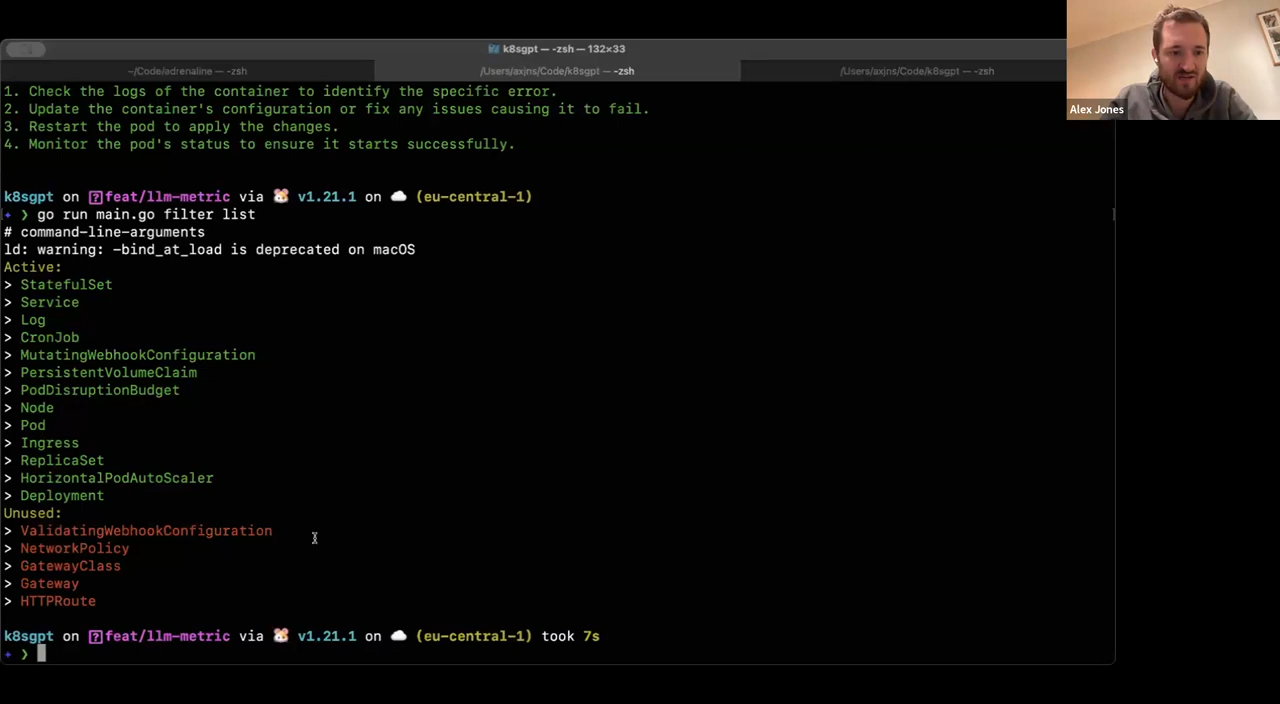 k8sgpt — -zsh — 132×33
~/Code/adrenaline — -zsh
/Users/axjns/Code/k8sgpt — -zsh
/Users/axjns/Code/k8sgpt — -zsh
Alex Jones
1. Check the logs of the container to identify the specific error.
2. Update the container's configuration or fix any issues causing it to fail.
3. Restart the pod to apply the changes.
4. Monitor the pod's status to ensure it starts successfully.
k8sgpt on feat/llm-metric via 🐹 v1.21.1 on ☁️ (eu-central-1)
❯ go run main.go filter list
# command-line-arguments
ld: warning: -bind_at_load is deprecated on macOS
Active:
> StatefulSet
> Service
> Log
> CronJob
> MutatingWebhookConfiguration
> PersistentVolumeClaim
> PodDisruptionBudget
> Node
> Pod
> Ingress
> ReplicaSet
> HorizontalPodAutoScaler
> Deployment
Unused:
> ValidatingWebhookConfiguration
> NetworkPolicy
> GatewayClass
> Gateway
> HTTPRoute
k8sgpt on feat/llm-metric via 🐹 v1.21.1 on ☁️ (eu-central-1) took 7s
❯